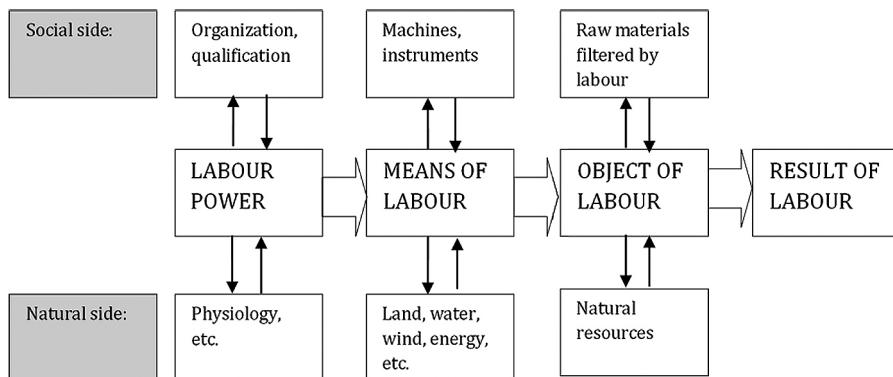 Social side:
Organization,
qualification
Machines,
instruments
Raw materials
filtered by
labour
LABOUR
POWER
MEANS OF
LABOUR
OBJECT OF
LABOUR
RESULT OF
LABOUR
Natural side:
Physiology,
etc.
Land, water,
wind, energy,
etc.
Natural
resources